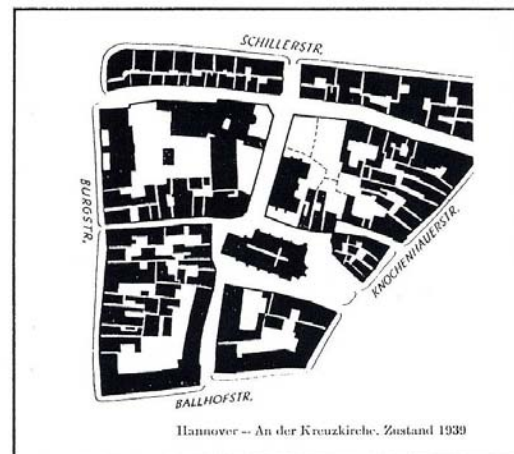 SCHILLERSTR.
BURGSTR.
KNOCHENHAUERSTR.
BALLHOFSTR.
Hannover – An der Kreuzkirche. Zustand 1939